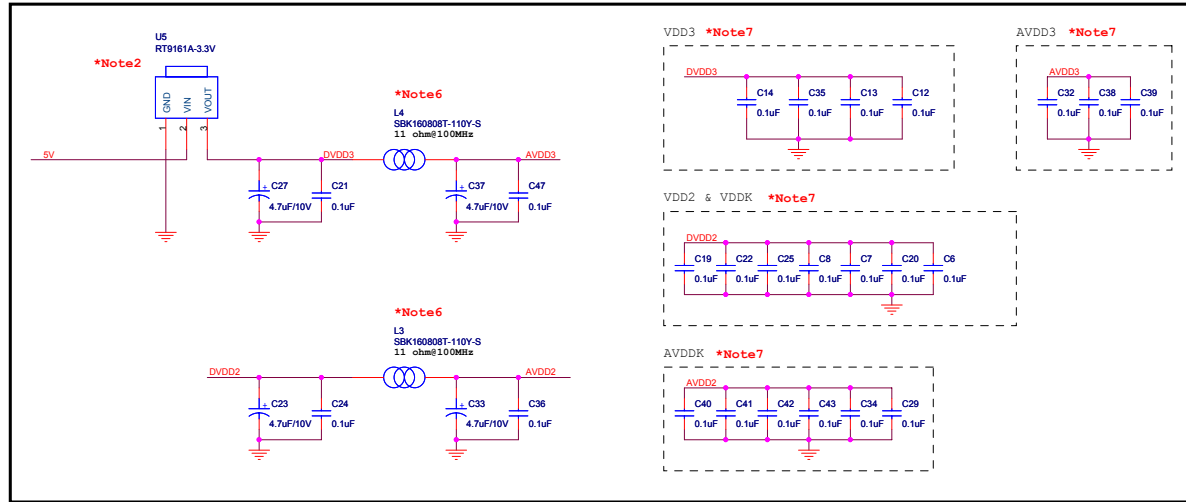 U5
RT9161A-3.3V
*Note2
GND
VIN
VOUT
1
2
3
5V
DVDD3
*Note6
L4
SBK160808T-110Y-S
11 ohm@100MHz
AVDD3
+ C27
4.7uF/10V
C21
0.1uF
+ C37
4.7uF/10V
C47
0.1uF
*Note6
L3
SBK160808T-110Y-S
11 ohm@100MHz
DVDD2
AVDD2
+ C23
4.7uF/10V
C24
0.1uF
+ C33
4.7uF/10V
C36
0.1uF
VDD3 *Note7
DVDD3
C14
0.1uF
C35
0.1uF
C13
0.1uF
C12
0.1uF
AVDD3 *Note7
AVDD3
C32
0.1uF
C38
0.1uF
C39
0.1uF
VDD2 & VDDK *Note7
DVDD2
C19
0.1uF
C22
0.1uF
C25
0.1uF
C8
0.1uF
C7
0.1uF
C20
0.1uF
C6
0.1uF
AVDDK *Note7
AVDD2
C40
0.1uF
C41
0.1uF
C42
0.1uF
C43
0.1uF
C34
0.1uF
C29
0.1uF